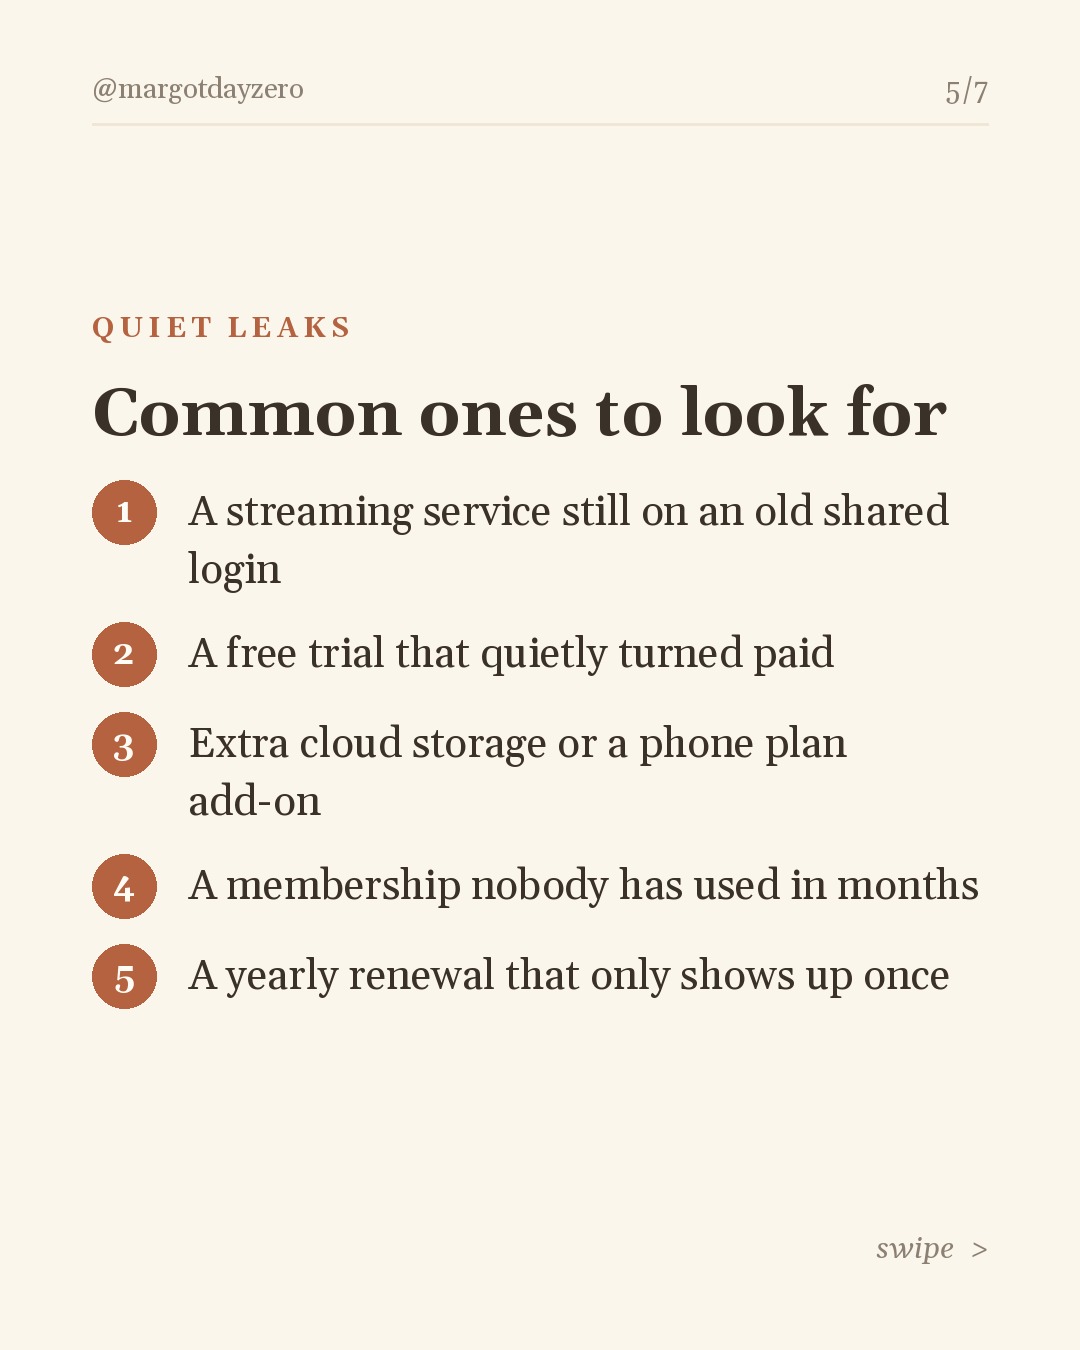 @margotdayzero
5/7
QUIET LEAKS
Common ones to look for
1 A streaming service still on an old shared
login
2 A free trial that quietly turned paid
3 Extra cloud storage or a phone plan
add-on
4 A membership nobody has used in months
5 A yearly renewal that only shows up once
swipe >